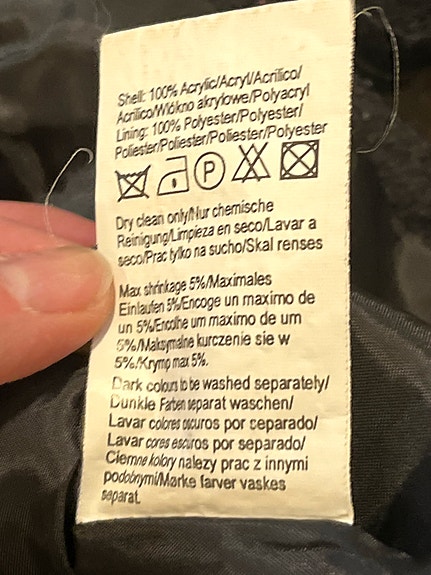 Shell: 100% Acrylic/Acryl/Acrílico/
Acrilico/Włókno akrylowe/Polyacryl
Lining: 100% Polyester/Polyester/
Poliester/Poliester/Poliester/Polyester
P
Dry clean only/Nur chemische
Reinigung/Limpieza en seco/Lavar a
seco/Prac tylko na sucho/Skal renses
Max shrinkage 5%/Maximales
Einlaufen 5%/Encoge un maximo de
un 5%/Encolhe um maximo de um
5%/Maksymalne kurczenie sie w
5%/Krymp max 5%.
Dark colours to be washed separately/
Dunkle Farben separat waschen/
Lavar colores oscuros por ceparado/
Lavar cores escuros por separado/
Ciemne kolory nalezy prac z innymi
podobnymi/Mørke farver vaskes
separat.